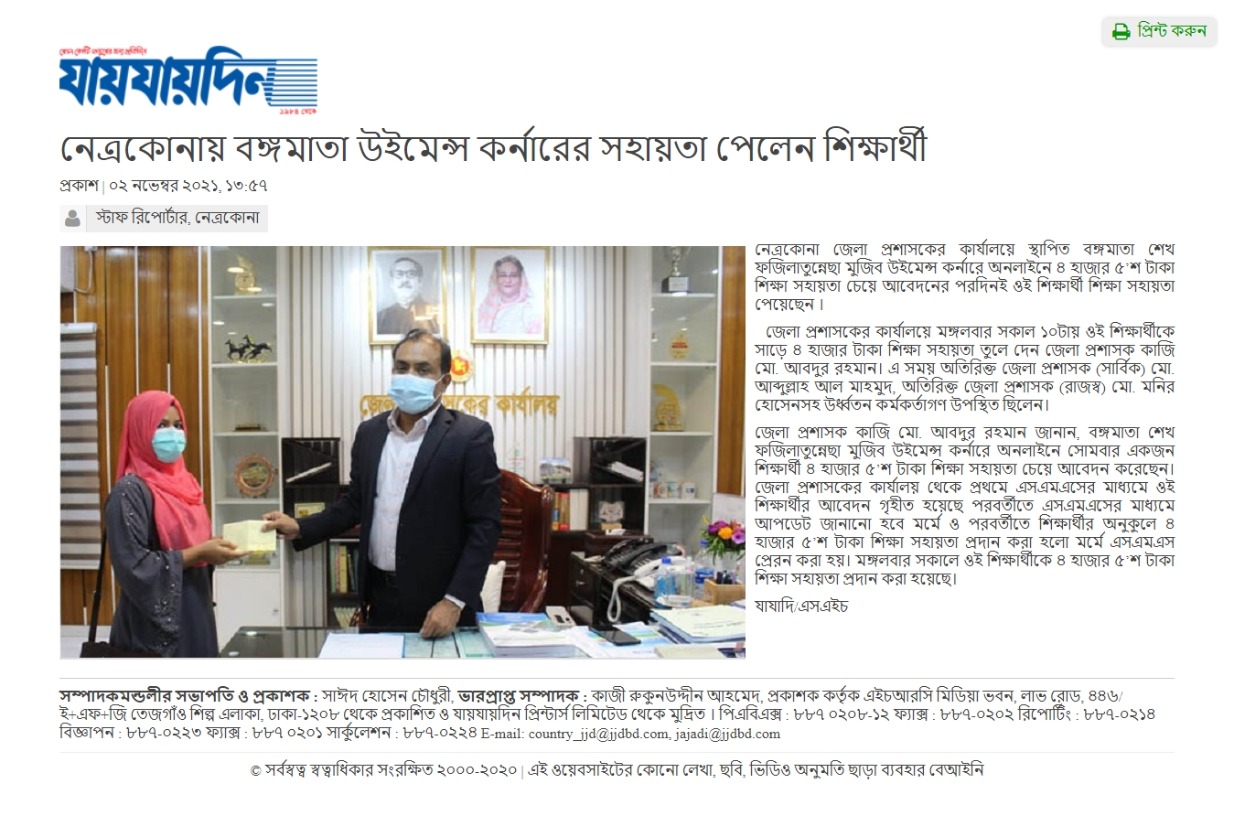 প্রিন্ট করুন
যায়যায়দিন
১৯৮৪ থেকে
নেত্রকোনায় বঙ্গমাতা উইমেন্স কর্নারের সহায়তা পেলেন শিক্ষার্থী
প্রকাশ | ০২ নভেম্বর ২০২১, ১৩:৫৭
স্টাফ রিপোর্টার, নেত্রকোনা
জেলা প্রশাসকের কার্যালয়
নেত্রকোনা জেলা প্রশাসকের কার্যালয়ে স্থাপিত বঙ্গমাতা শেখ
ফজিলাতুন্নেছা মুজিব উইমেন্স কর্নারে অনলাইনে ৪ হাজার ৫'শ টাকা
শিক্ষা সহায়তা চেয়ে আবেদনের পরদিনই ওই শিক্ষার্থী শিক্ষা সহায়তা
পেয়েছেন ।
জেলা প্রশাসকের কার্যালয়ে মঙ্গলবার সকাল ১০টায় ওই শিক্ষার্থীকে
সাড়ে ৪ হাজার টাকা শিক্ষা সহায়তা তুলে দেন জেলা প্রশাসক কাজি
মো. আবদুর রহমান। এ সময় অতিরিক্ত জেলা প্রশাসক (সার্বিক) মো.
আব্দুল্লাহ আল মাহমুদ, অতিরিক্ত জেলা প্রশাসক (রাজস্ব) মো. মনির
হোসেনসহ উর্ধ্বতন কর্মকর্তাগণ উপস্থিত ছিলেন।
জেলা প্রশাসক কাজি মো. আবদুর রহমান জানান, বঙ্গমাতা শেখ
ফজিলাতুন্নেছা মুজিব উইমেন্স কর্নারে অনলাইনে সোমবার একজন
শিক্ষার্থী ৪ হাজার ৫'শ টাকা শিক্ষা সহায়তা চেয়ে আবেদন করেছেন।
জেলা প্রশাসকের কার্যালয় থেকে প্রথমে এসএমএসের মাধ্যমে ওই
শিক্ষার্থীর আবেদন গৃহীত হয়েছে পরবর্তীতে এসএমএসের মাধ্যমে
আপডেট জানানো হবে মর্মে ও পরবর্তীতে শিক্ষার্থীর অনুকুলে ৪
হাজার ৫'শ টাকা শিক্ষা সহায়তা প্রদান করা হলো মর্মে এসএমএস
প্রেরন করা হয়। মঙ্গলবার সকালে ওই শিক্ষার্থীকে ৪ হাজার ৫'শ টাকা
শিক্ষা সহায়তা প্রদান করা হয়েছে।
যাযাদি/এসএইচ
সম্পাদকমন্ডলীর সভাপতি ও প্রকাশক : সাঈদ হোসেন চৌধুরী, ভারপ্রাপ্ত সম্পাদক : কাজী রুকুনউদ্দীন আহমেদ, প্রকাশক কর্তৃক এইচআরসি মিডিয়া ভবন, লাভ রোড, ৪৪৬/
ই+এফ+জি তেজগাঁও শিল্প এলাকা, ঢাকা-১২০৮ থেকে প্রকাশিত ও যায়যায়দিন প্রিন্টার্স লিমিটেড থেকে মুদ্রিত । পিএবিএক্স : ৮৮৭ ০২০৮-১২ ফ্যাক্স : ৮৮৭-০২০২ রিপোর্টিং : ৮৮৭-০২১৪
বিজ্ঞাপন : ৮৮৭-০২২৩ ফ্যাক্স : ৮৮৭ ০২০১ সার্কুলেশন : ৮৮৭-০২২৪ E-mail: country_jjd@jjdbd.com, jajadi@jjdbd.com
© সর্বস্বত্ব স্বত্বাধিকার সংরক্ষিত ২০০০-২০২০ | এই ওয়েবসাইটের কোনো লেখা, ছবি, ভিডিও অনুমতি ছাড়া ব্যবহার বেআইনি